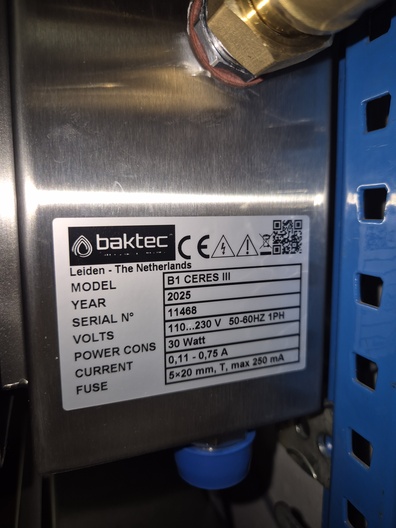 baktec
CE
Leiden - The Netherlands
MODEL B1 CERES III
YEAR 2025
SERIAL N° 11468
VOLTS 110...230 V 50-60HZ 1PH
POWER CONS 30 Watt
CURRENT 0,11 - 0,75 A
FUSE 5×20 mm, T, max 250 mA